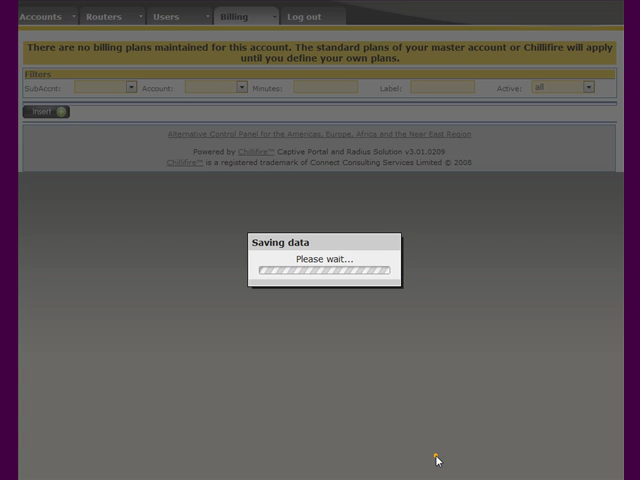 Accounts Routers Users Billing Log out
There are no billing plans maintained for this account. The standard plans of your master account or Chillifire will apply
until you define your own plans.
Filters
SubAccnt: Account: Minutes: Label: Active: all
Insert
Alternative Control Panel for the Americas, Europe, Africa and the Near East Region
Powered by Chillifire™ Captive Portal and Radius Solution v3.01.0209
Chillifire™ is a registered trademark of Connect Consulting Services Limted © 2008
Saving data
Please wait...